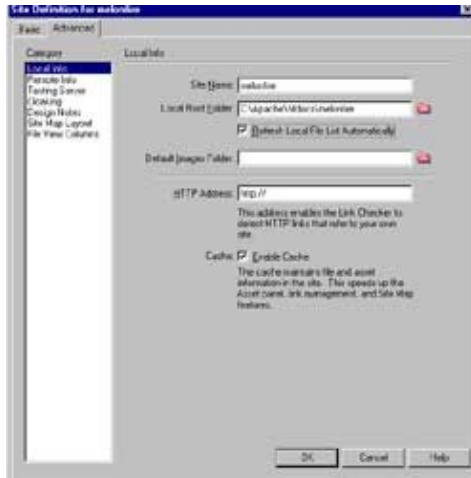 Site Definition for
Basic Advanced
Category
Local Info
Remote Info
Testing Server
Cloaking
Design Notes
Site Map Layout
File View Columns
Local Info
Site Name:
Local Root Folder:
Refresh Local File List Automatically
Default Images Folder:
HTTP Address: http://
This address enables the Link Checker to
detect HTTP links that refer to your own
site.
Cache: Enable Cache
The cache maintains file and asset
information in the site. This speeds up the
Asset panel, link management, and Site Map
features.
OK Cancel Help